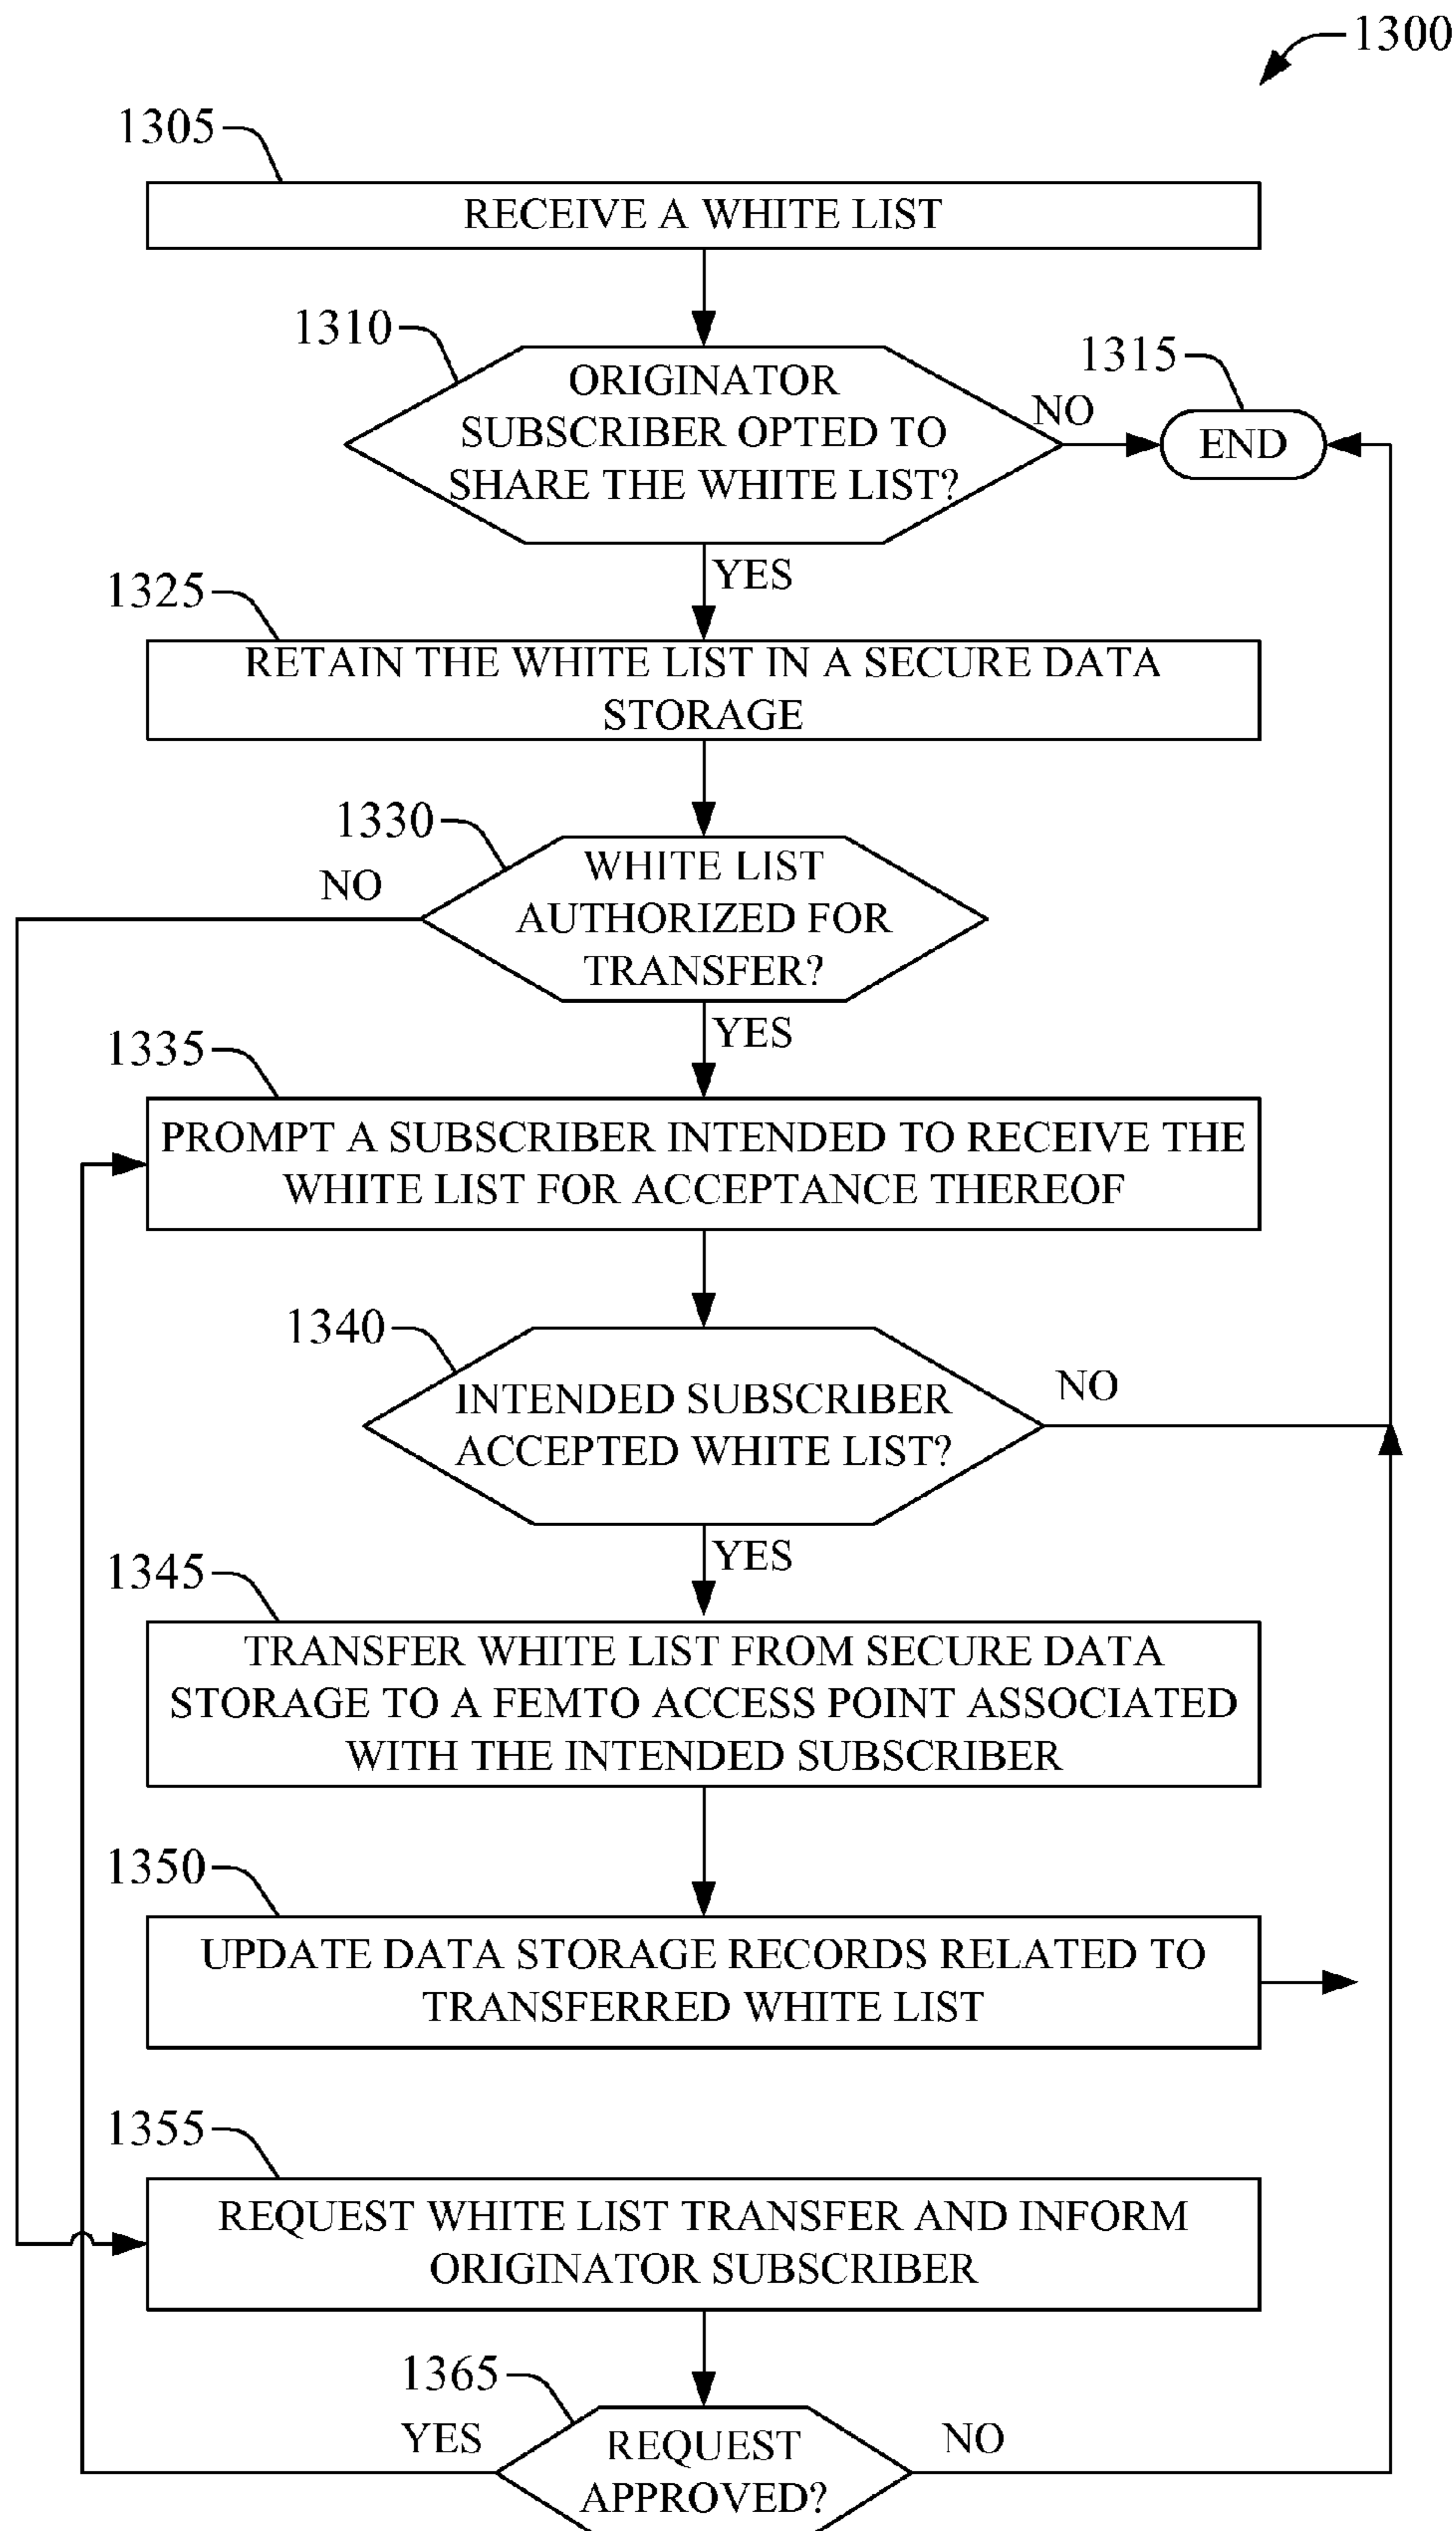 1300
1305
RECEIVE A WHITE LIST
1310
ORIGINATOR
SUBSCRIBER OPTED TO
SHARE THE WHITE LIST?
NO
1315
END
YES
1325
RETAIN THE WHITE LIST IN A SECURE DATA
STORAGE
1330
NO
WHITE LIST
AUTHORIZED FOR
TRANSFER?
YES
1335
PROMPT A SUBSCRIBER INTENDED TO RECEIVE THE
WHITE LIST FOR ACCEPTANCE THEREOF
1340
INTENDED SUBSCRIBER
ACCEPTED WHITE LIST?
NO
YES
1345
TRANSFER WHITE LIST FROM SECURE DATA
STORAGE TO A FEMTO ACCESS POINT ASSOCIATED
WITH THE INTENDED SUBSCRIBER
1350
UPDATE DATA STORAGE RECORDS RELATED TO
TRANSFERRED WHITE LIST
1355
REQUEST WHITE LIST TRANSFER AND INFORM
ORIGINATOR SUBSCRIBER
1365
YES
REQUEST
APPROVED?
NO